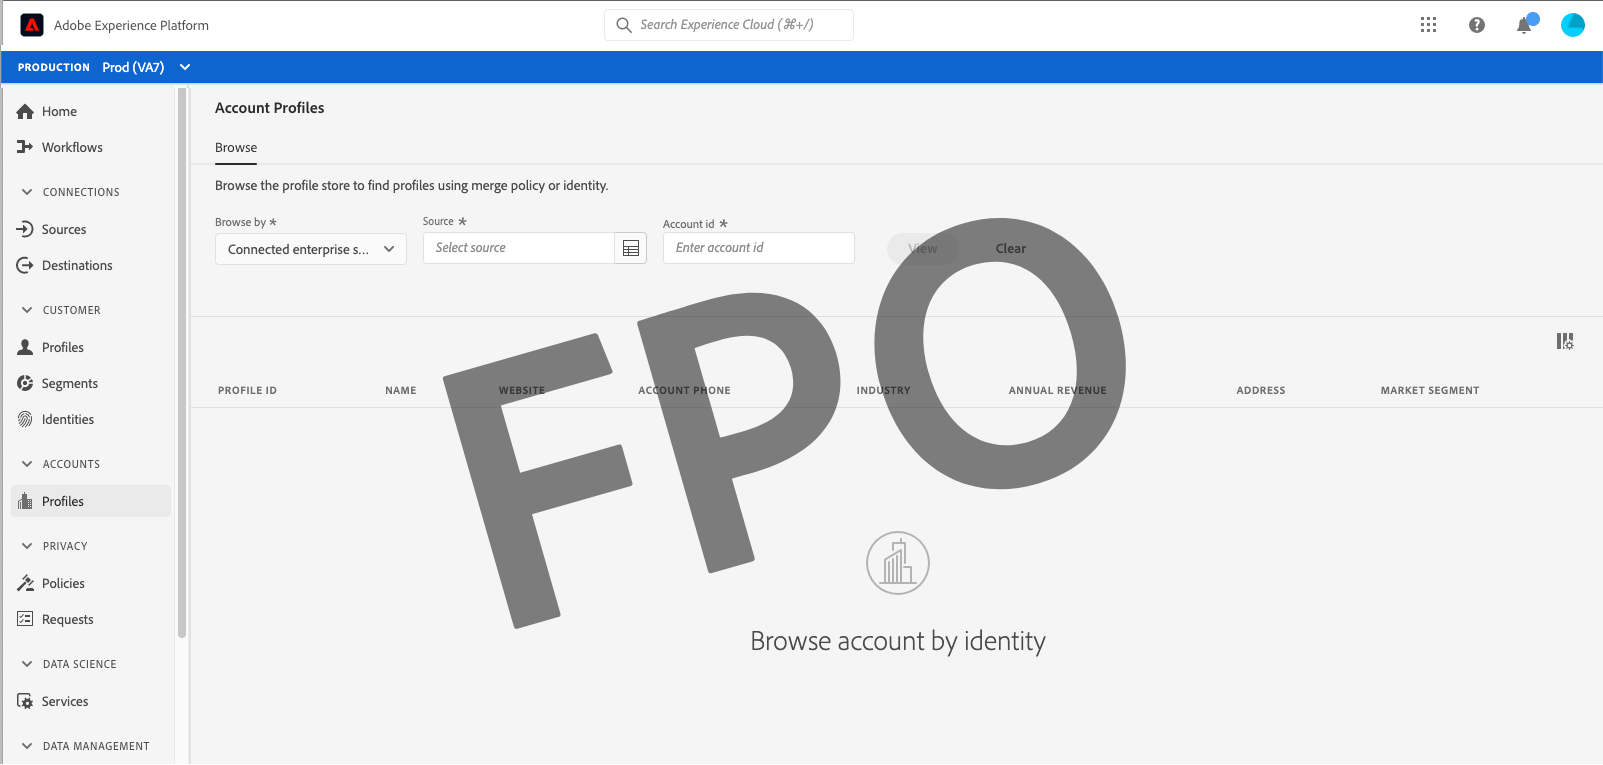 Adobe Experience Platform
Search Experience Cloud (⌘+/)
PRODUCTION Prod (VA7)
Home
Workflows
CONNECTIONS
Sources
Destinations
CUSTOMER
Profiles
Segments
Identities
ACCOUNTS
Profiles
PRIVACY
Policies
Requests
DATA SCIENCE
Services
DATA MANAGEMENT
Account Profiles
Browse
Browse the profile store to find profiles using merge policy or identity.
Browse by * Source * Account id *
Connected enterprise s... Select source Enter account id View Clear
FPO
PROFILE ID NAME WEBSITE ACCOUNT PHONE INDUSTRY ANNUAL REVENUE ADDRESS MARKET SEGMENT
Browse account by identity